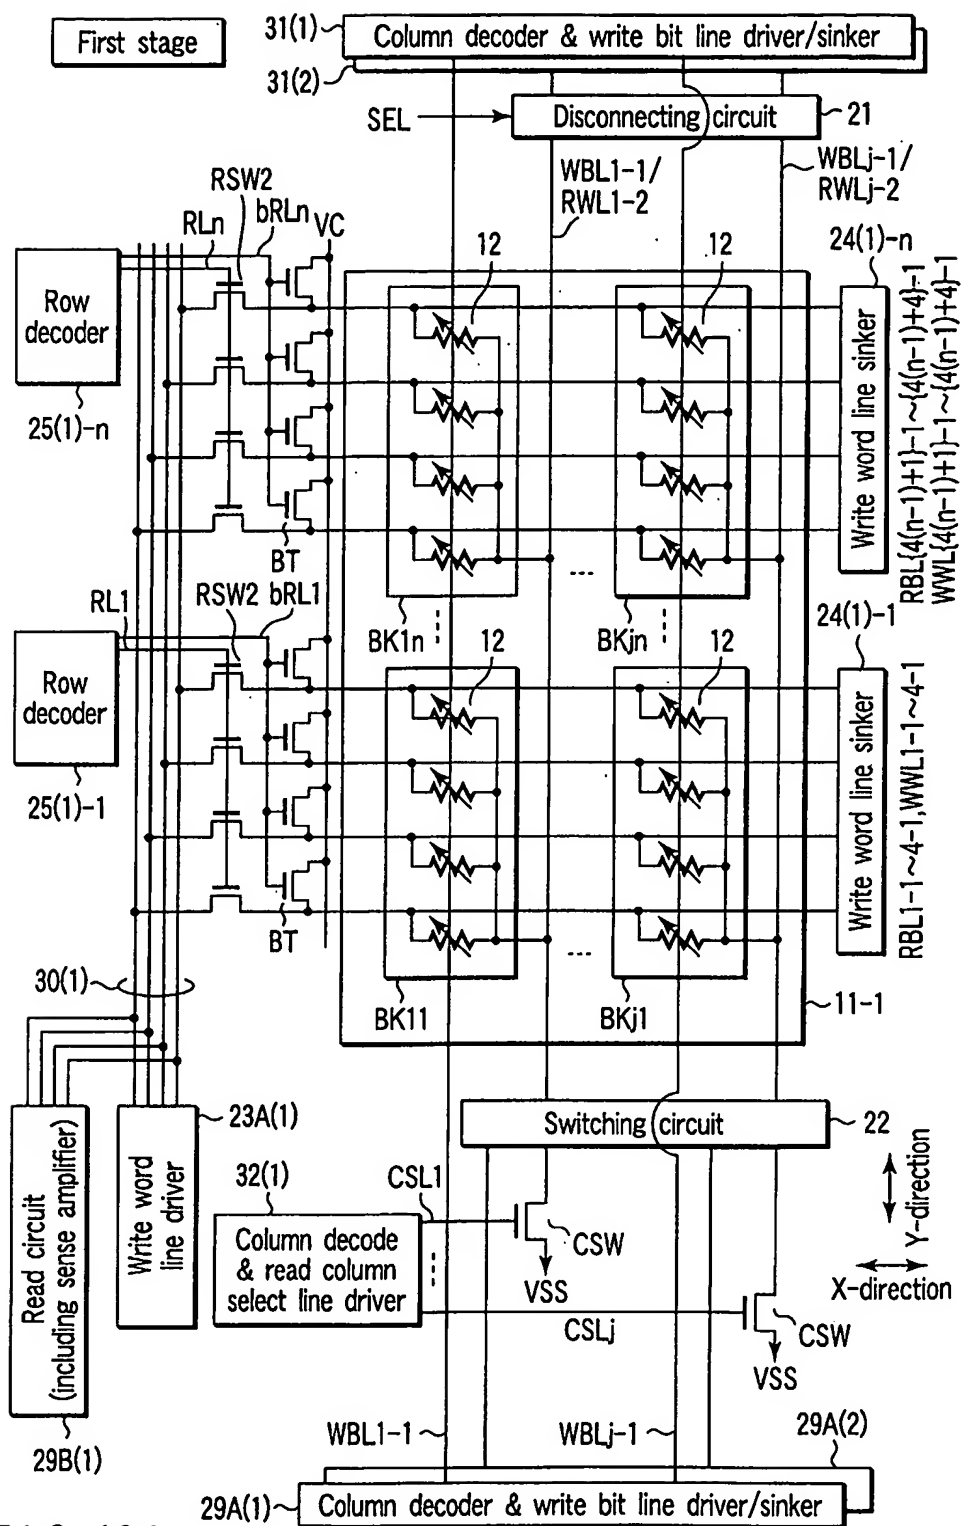 First stage
31(1)
Column decoder & write bit line driver/sinker
31(2)
SEL
Disconnecting circuit
21
WBL1-1/
RWL1-2
WBLj-1/
RWLj-2
RSW2
RLn
bRLn
VC
12
12
24(1)-n
Row
decoder
25(1)-n
Write word line sinker
RBL{4(n-1)+1}-1~{4(n-1)+4}-1
WWL{4(n-1)+1}-1~{4(n-1)+4}-1
BT
...
BK1n
BKjn
RL1
RSW2
bRL1
12
12
24(1)-1
Row
decoder
25(1)-1
Write word line sinker
RBL1-1~4-1,WWL1-1~4-1
BT
...
30(1)
BK11
BKj1
11-1
23A(1)
Switching circuit
22
Read circuit
(including sense amplifier)
Write word
line driver
32(1)
CSL1
Column decode
& read column
select line driver
CSW
VSS
Y-direction
X-direction
CSLj
CSW
VSS
29B(1)
WBL1-1
WBLj-1
29A(2)
29A(1)
Column decoder & write bit line driver/sinker